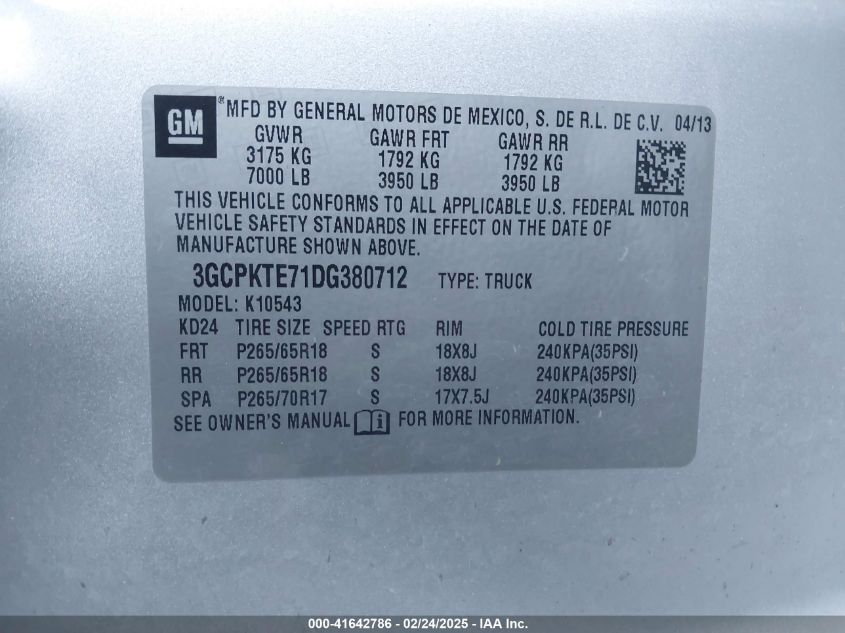 GM ® MFD BY GENERAL MOTORS DE MEXICO, S. DE R.L. DE C.V. 04/13
GVWR GAWR FRT GAWR RR
3175 KG 1792 KG 1792 KG
7000 LB 3950 LB 3950 LB
THIS VEHICLE CONFORMS TO ALL APPLICABLE U.S. FEDERAL MOTOR
VEHICLE SAFETY STANDARDS IN EFFECT ON THE DATE OF
MANUFACTURE SHOWN ABOVE.
3GCPKTE71DG380712 TYPE: TRUCK
MODEL: K10543
KD24 TIRE SIZE SPEED RTG RIM COLD TIRE PRESSURE
FRT P265/65R18 S 18X8J 240KPA(35PSI)
RR P265/65R18 S 18X8J 240KPA(35PSI)
SPA P265/70R17 S 17X7.5J 240KPA(35PSI)
SEE OWNER'S MANUAL i FOR MORE INFORMATION.
000-41642786 - 02/24/2025 - IAA Inc.